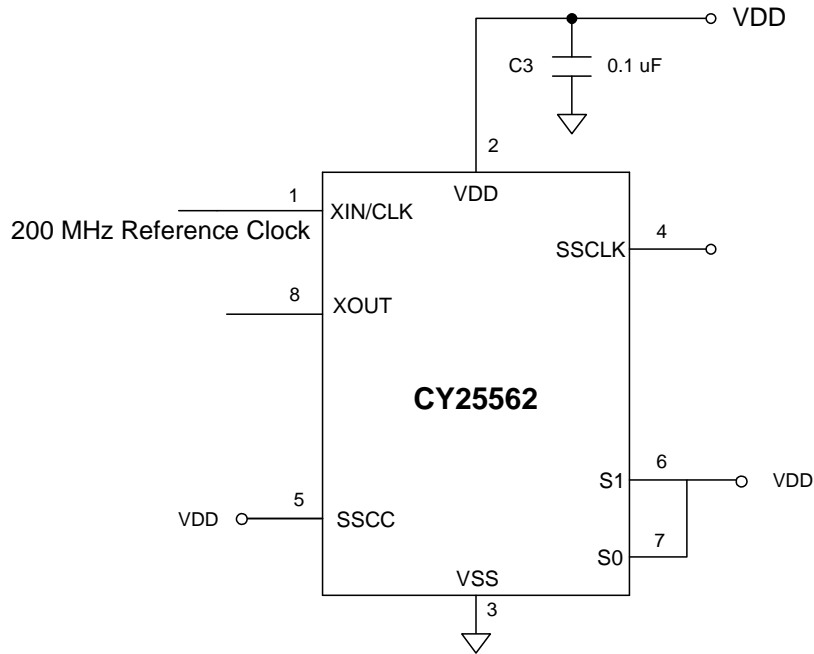 VDD
C3 0.1 uF
2
VDD
1
XIN/CLK
200 MHz Reference Clock
4
SSCLK
8
XOUT
CY25562
6
S1
VDD
5
VDD
SSCC
7
S0
VSS
3